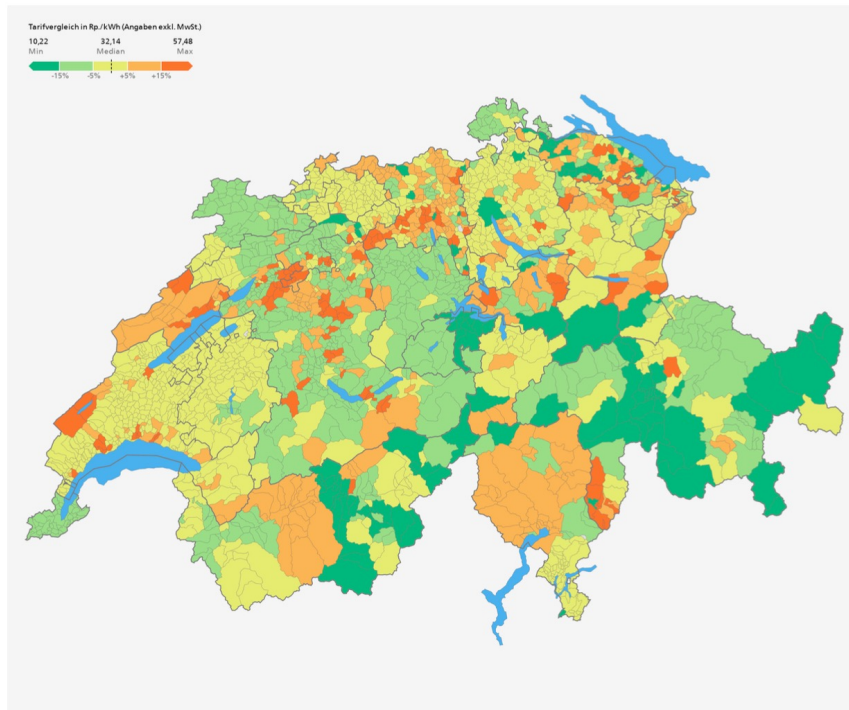 Tarifvergleich in Rp./kWh (Angaben exkl. MwSt.)
10,22 32,14 57,48
Min Median Max
-15% -5% +5% +15%